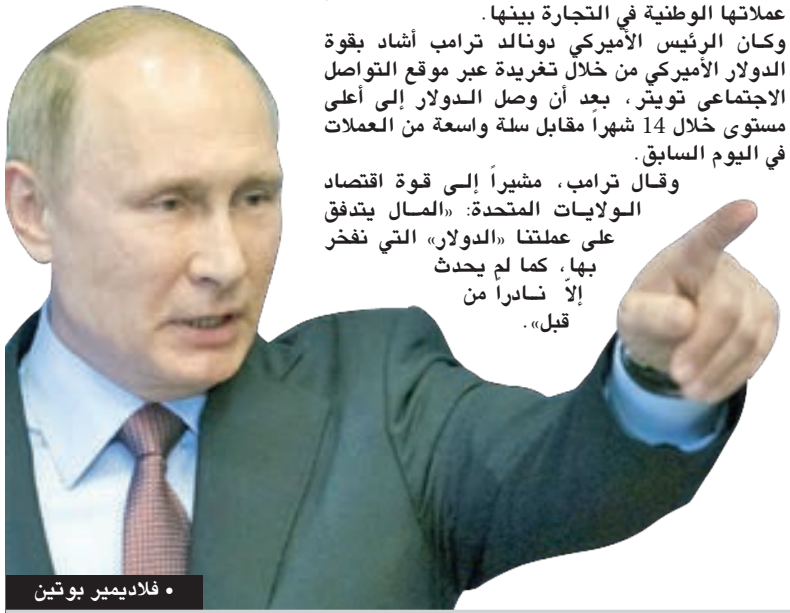 عملاتها الوطنية في التجارة بينها.
وكان الرئيس الأميركي دونالد ترامب أشاد بقوة
الدولار الأميركي من خلال تغريدة عبر موقع التواصل
الاجتماعى تويتر، بعد أن وصل الدولار إلى أعلى
مستوى خلال 14 شهراً مقابل سلة واسعة من العملات
في اليوم السابق.
وقال ترامب، مشيراً إلى قوة اقتصاد
الولايات المتحدة: «المال يتدفق
على عملتنا «الدولار» التي نفخر
بها، كما لم يحدث
إلاّ نادراً من
قبل».
• فلاديمير بوتين